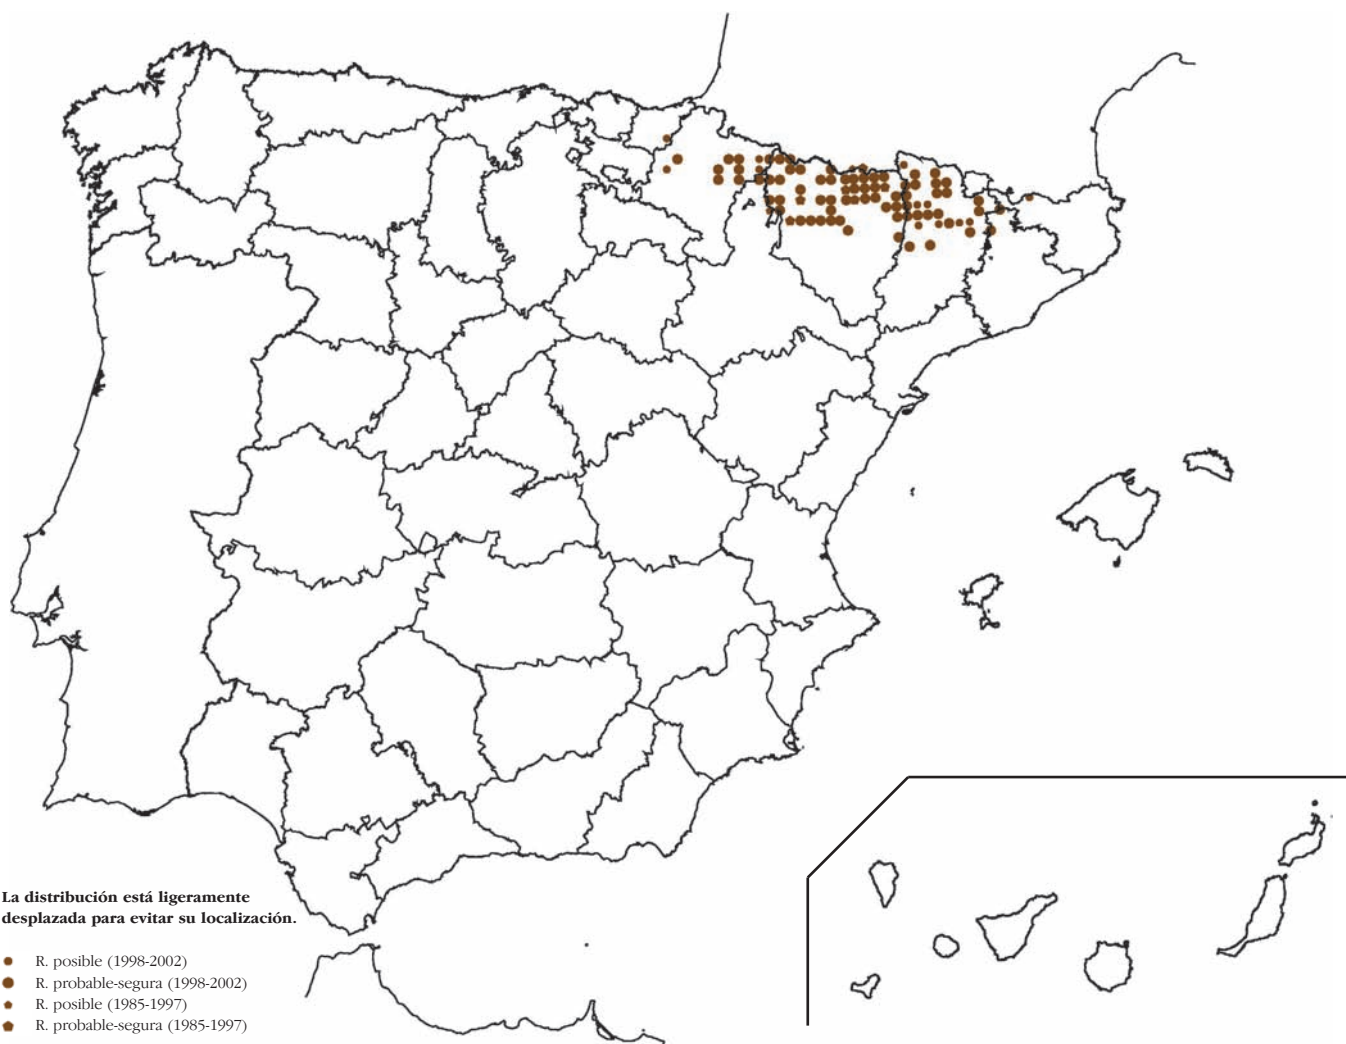 La distribución está ligeramente
desplazada para evitar su localización.
R. posible (1998-2002)
R. probable-segura (1998-2002)
R. posible (1985-1997)
R. probable-segura (1985-1997)